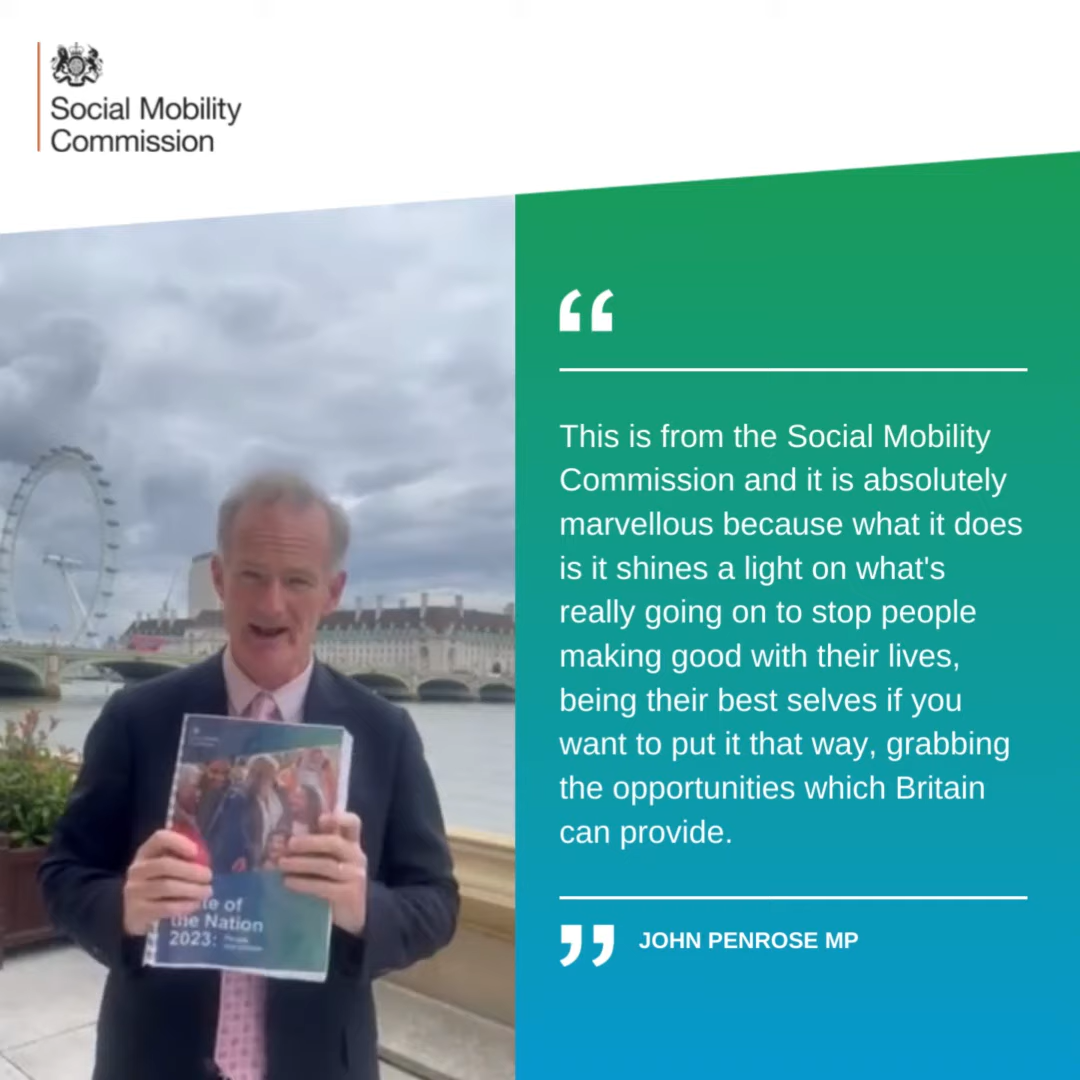 Social Mobility
Commission
“
This is from the Social Mobility
Commission and it is absolutely
marvellous because what it does
is it shines a light on what's
really going on to stop people
making good with their lives,
being their best selves if you
want to put it that way, grabbing
the opportunities which Britain
can provide.
” JOHN PENROSE MP
of
the Nation
2023: People